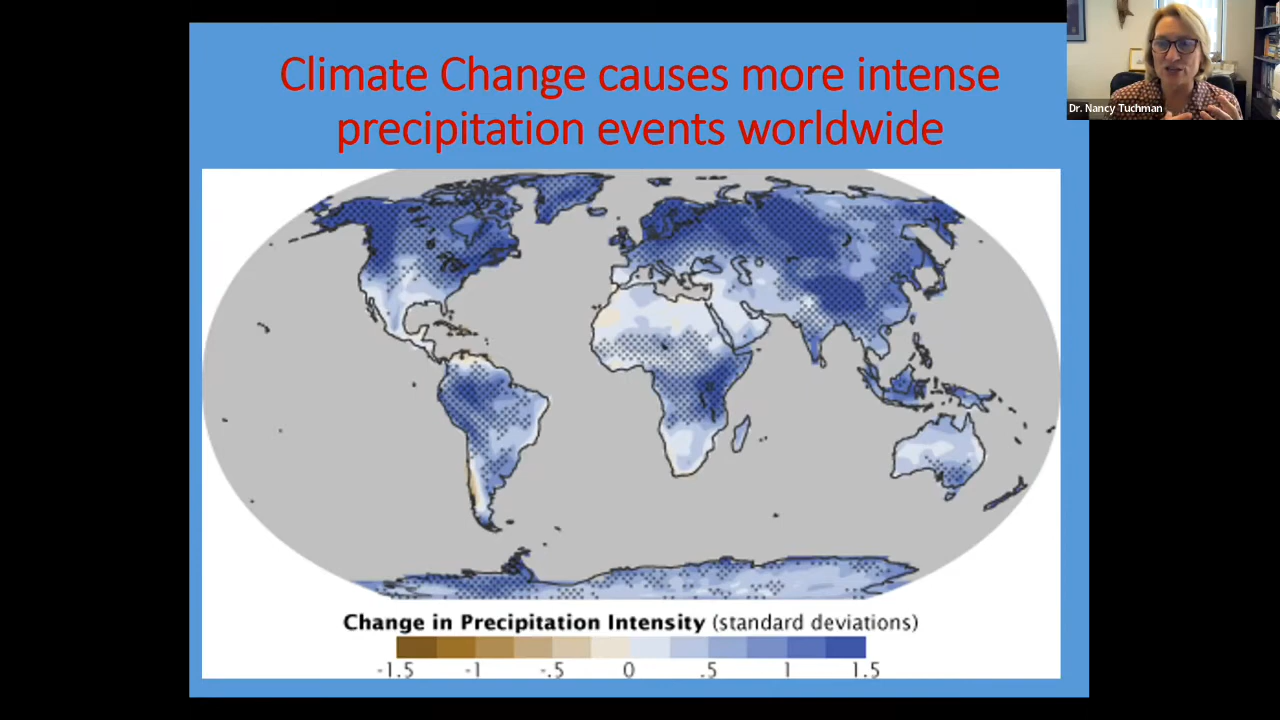 Climate Change causes more intense
precipitation events worldwide
Dr. Nancy Tuchman
Change in Precipitation Intensity (standard deviations)
-1.5 -1 -.5 0 .5 1 1.5